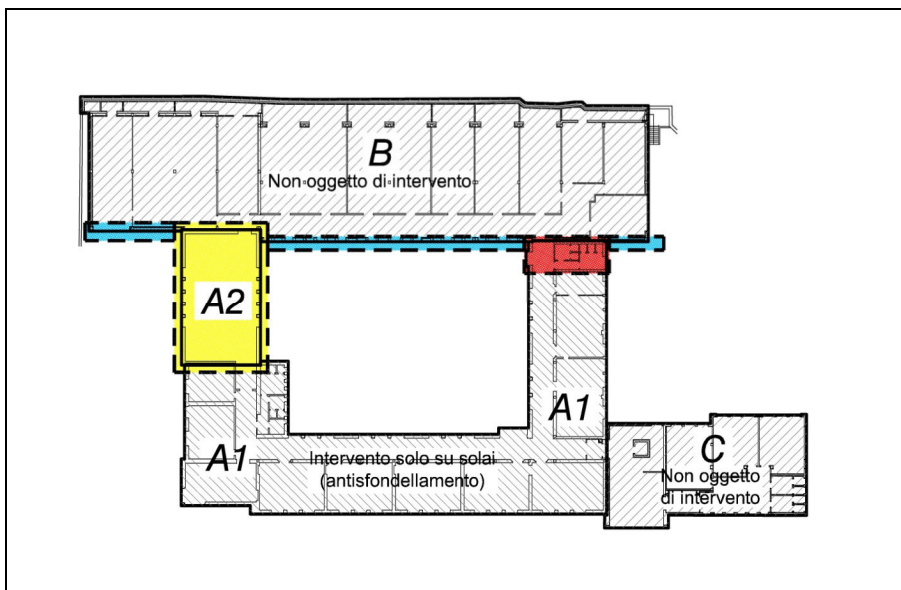 B
Non oggetto di intervento
A2
A1
A1
Intervento solo su solai
(antisfondellamento)
C
Non oggetto
di intervento